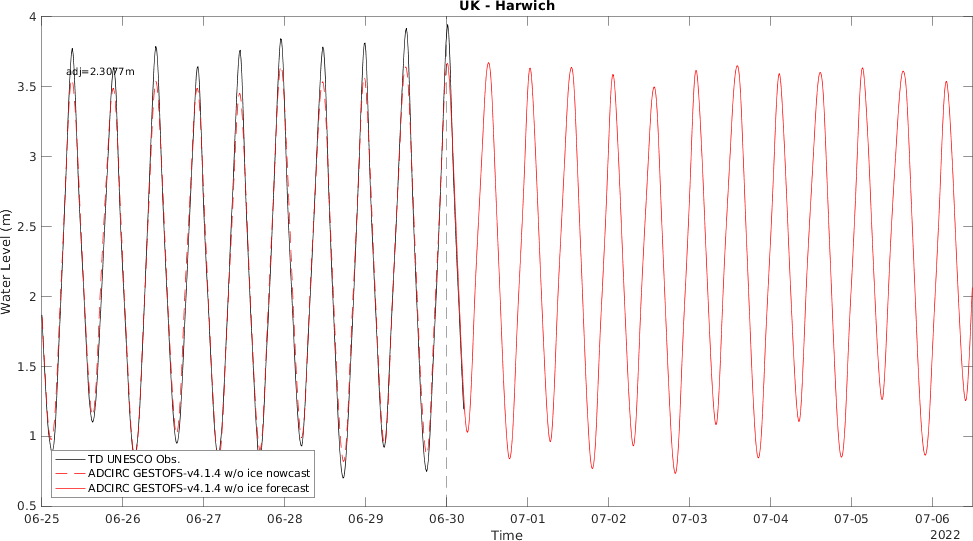 UK - Harwich
4
adj=2.3077m
3.5
3
2.5
Water Level (m)
2
1.5
1
TD UNESCO Obs.
ADCIRC GESTOFS-v4.1.4 w/o ice nowcast
ADCIRC GESTOFS-v4.1.4 w/o ice forecast
0.5
06-25 06-26 06-27 06-28 06-29 06-30 07-01 07-02 07-03 07-04 07-05 07-06
Time 2022